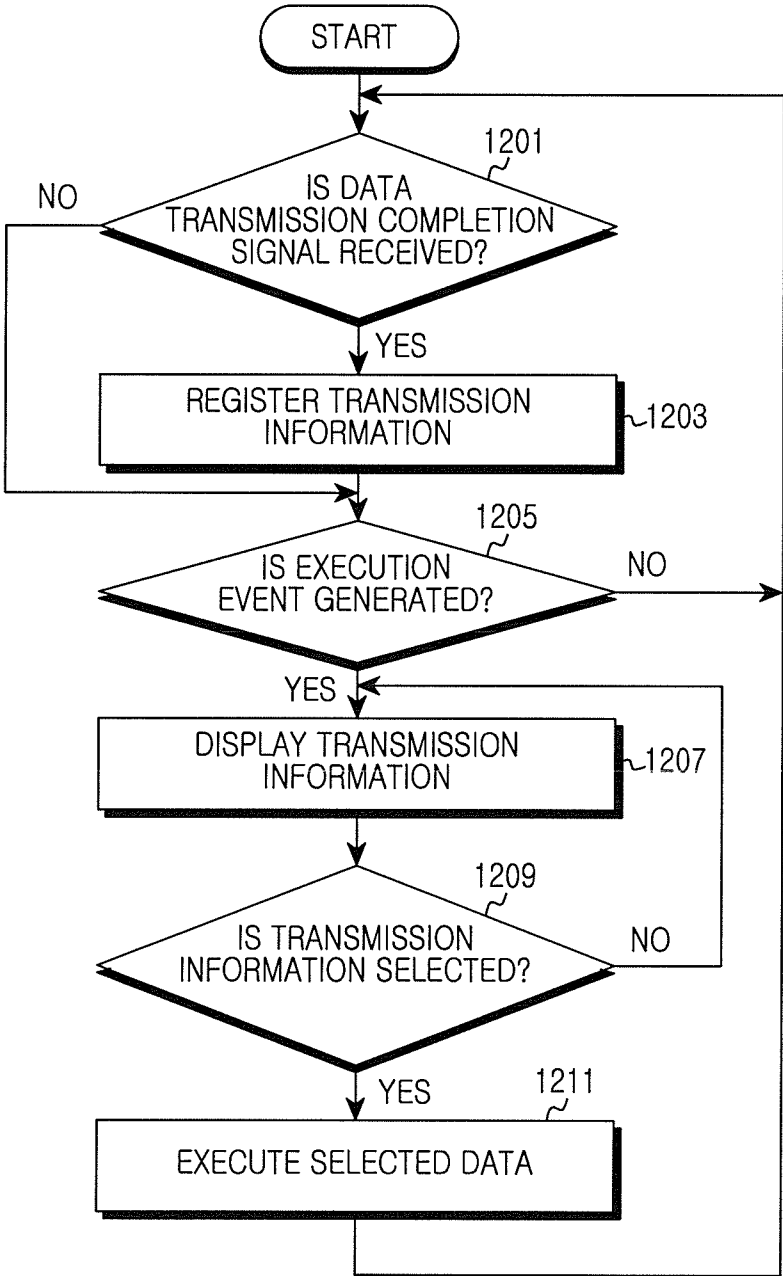 START
1201
NO
IS DATA
TRANSMISSION COMPLETION
SIGNAL RECEIVED?
YES
REGISTER TRANSMISSION
INFORMATION
1203
1205
IS EXECUTION
EVENT GENERATED?
NO
YES
DISPLAY TRANSMISSION
INFORMATION
1207
1209
IS TRANSMISSION
INFORMATION SELECTED?
NO
YES
1211
EXECUTE SELECTED DATA